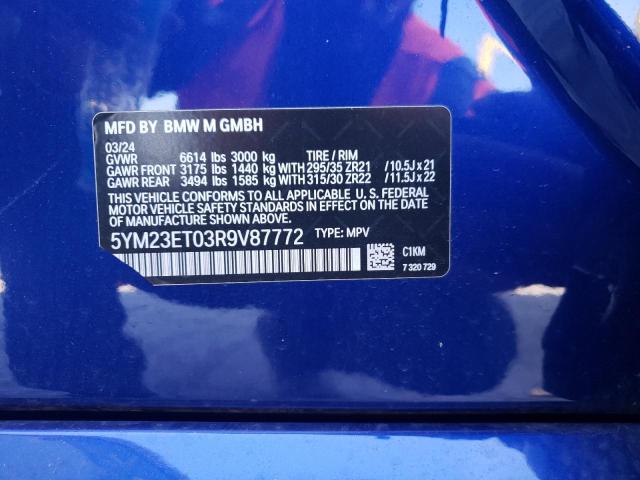 MFD BY BMW M GMBH
03/24
GVWR 6614 lbs 3000 kg TIRE / RIM
GAWR FRONT 3175 lbs 1440 kg WITH 295/35 ZR21 / 10.5J x 21
GAWR REAR 3494 lbs 1585 kg WITH 315/30 ZR22 / 11.5J x 22
THIS VEHICLE CONFORMS TO ALL APPLICABLE U. S. FEDERAL
MOTOR VEHICLE SAFETY STANDARDS IN EFFECT ON THE DATE OF
MANUFACTURE SHOWN ABOVE.
5YM23ET03R9V87772 TYPE: MPV
C1KM
7 320 729